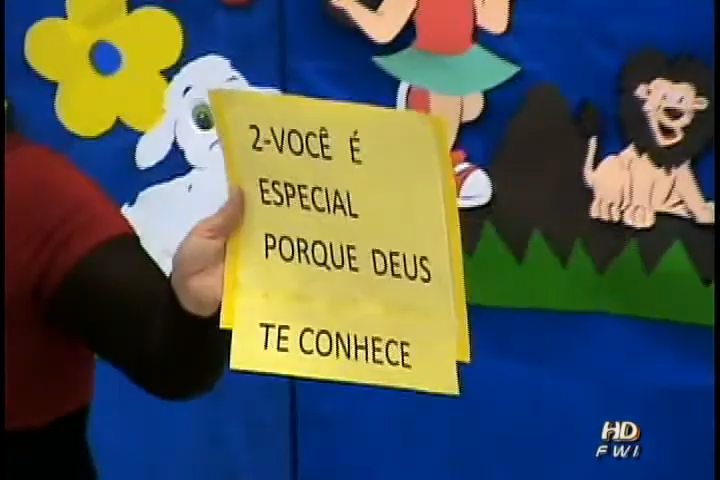 2-VOCÊ É
ESPECIAL
PORQUE DEUS
TE CONHECE
HD
FWI